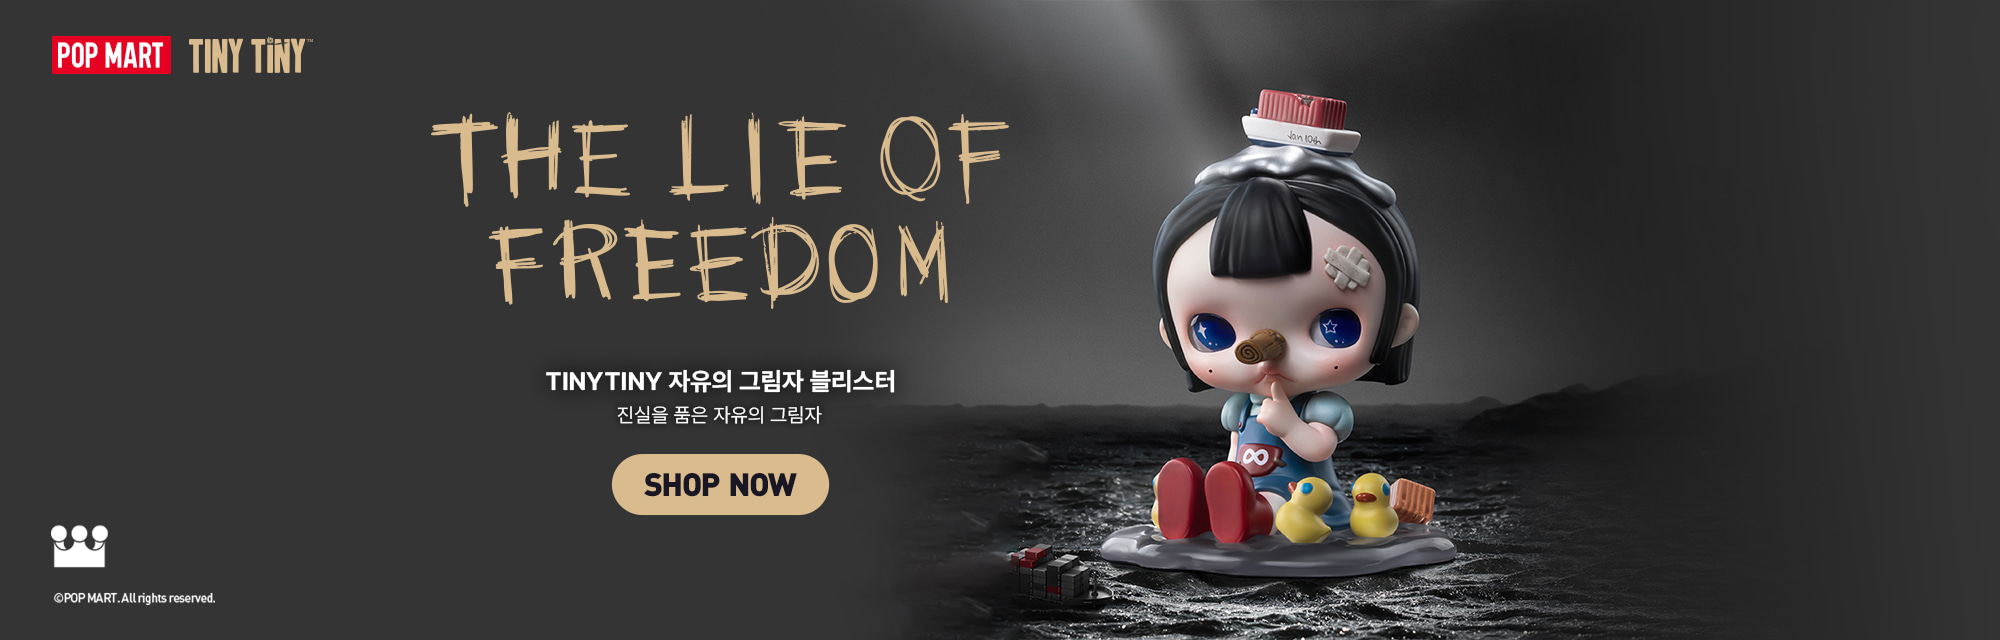 POP MART TINY TINY™
THE LIE OF
FREEDOM
TINYTINY 자유의 그림자 블리스터
진실을 품은 자유의 그림자
SHOP NOW
©POP MART. All rights reserved.
Jan 10th